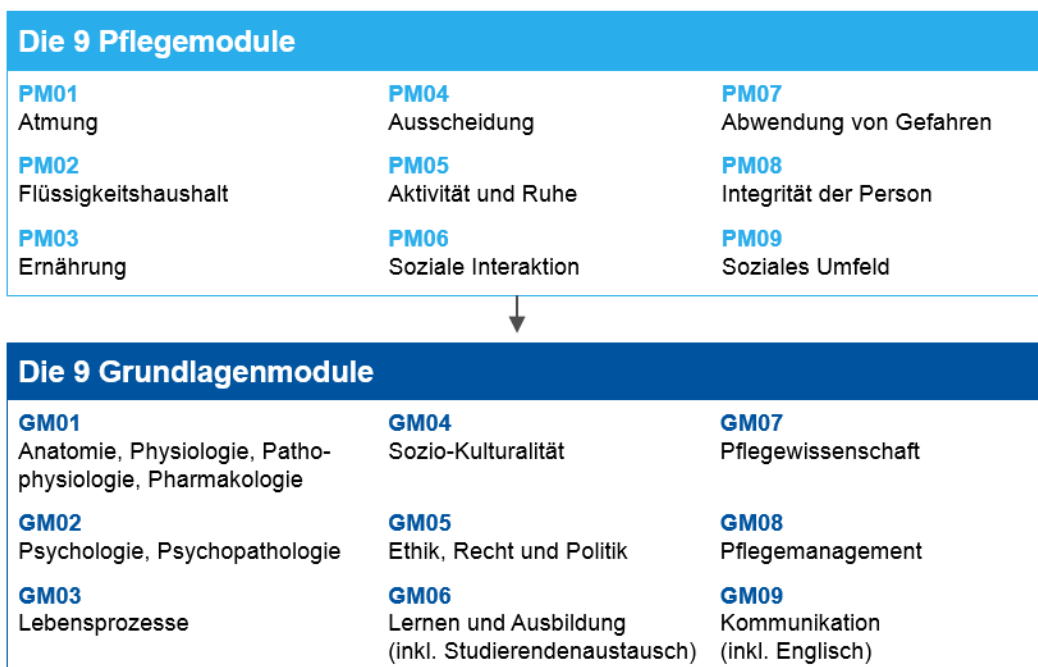 Die 9 Pflegemodule
PM01
Atmung
PM02
Flüssigkeitshaushalt
PM03
Ernährung
PM04
Ausscheidung
PM05
Aktivität und Ruhe
PM06
Soziale Interaktion
PM07
Abwendung von Gefahren
PM08
Integrität der Person
PM09
Soziales Umfeld
Die 9 Grundlagenmodule
GM01
Anatomie, Physiologie, Patho-
physiologie, Pharmakologie
GM02
Psychologie, Psychopathologie
GM03
Lebensprozesse
GM04
Sozio-Kulturalität
GM05
Ethik, Recht und Politik
GM06
Lernen und Ausbildung
(inkl. Studierendenaustausch)
GM07
Pflegewissenschaft
GM08
Pflegemanagement
GM09
Kommunikation
(inkl. Englisch)